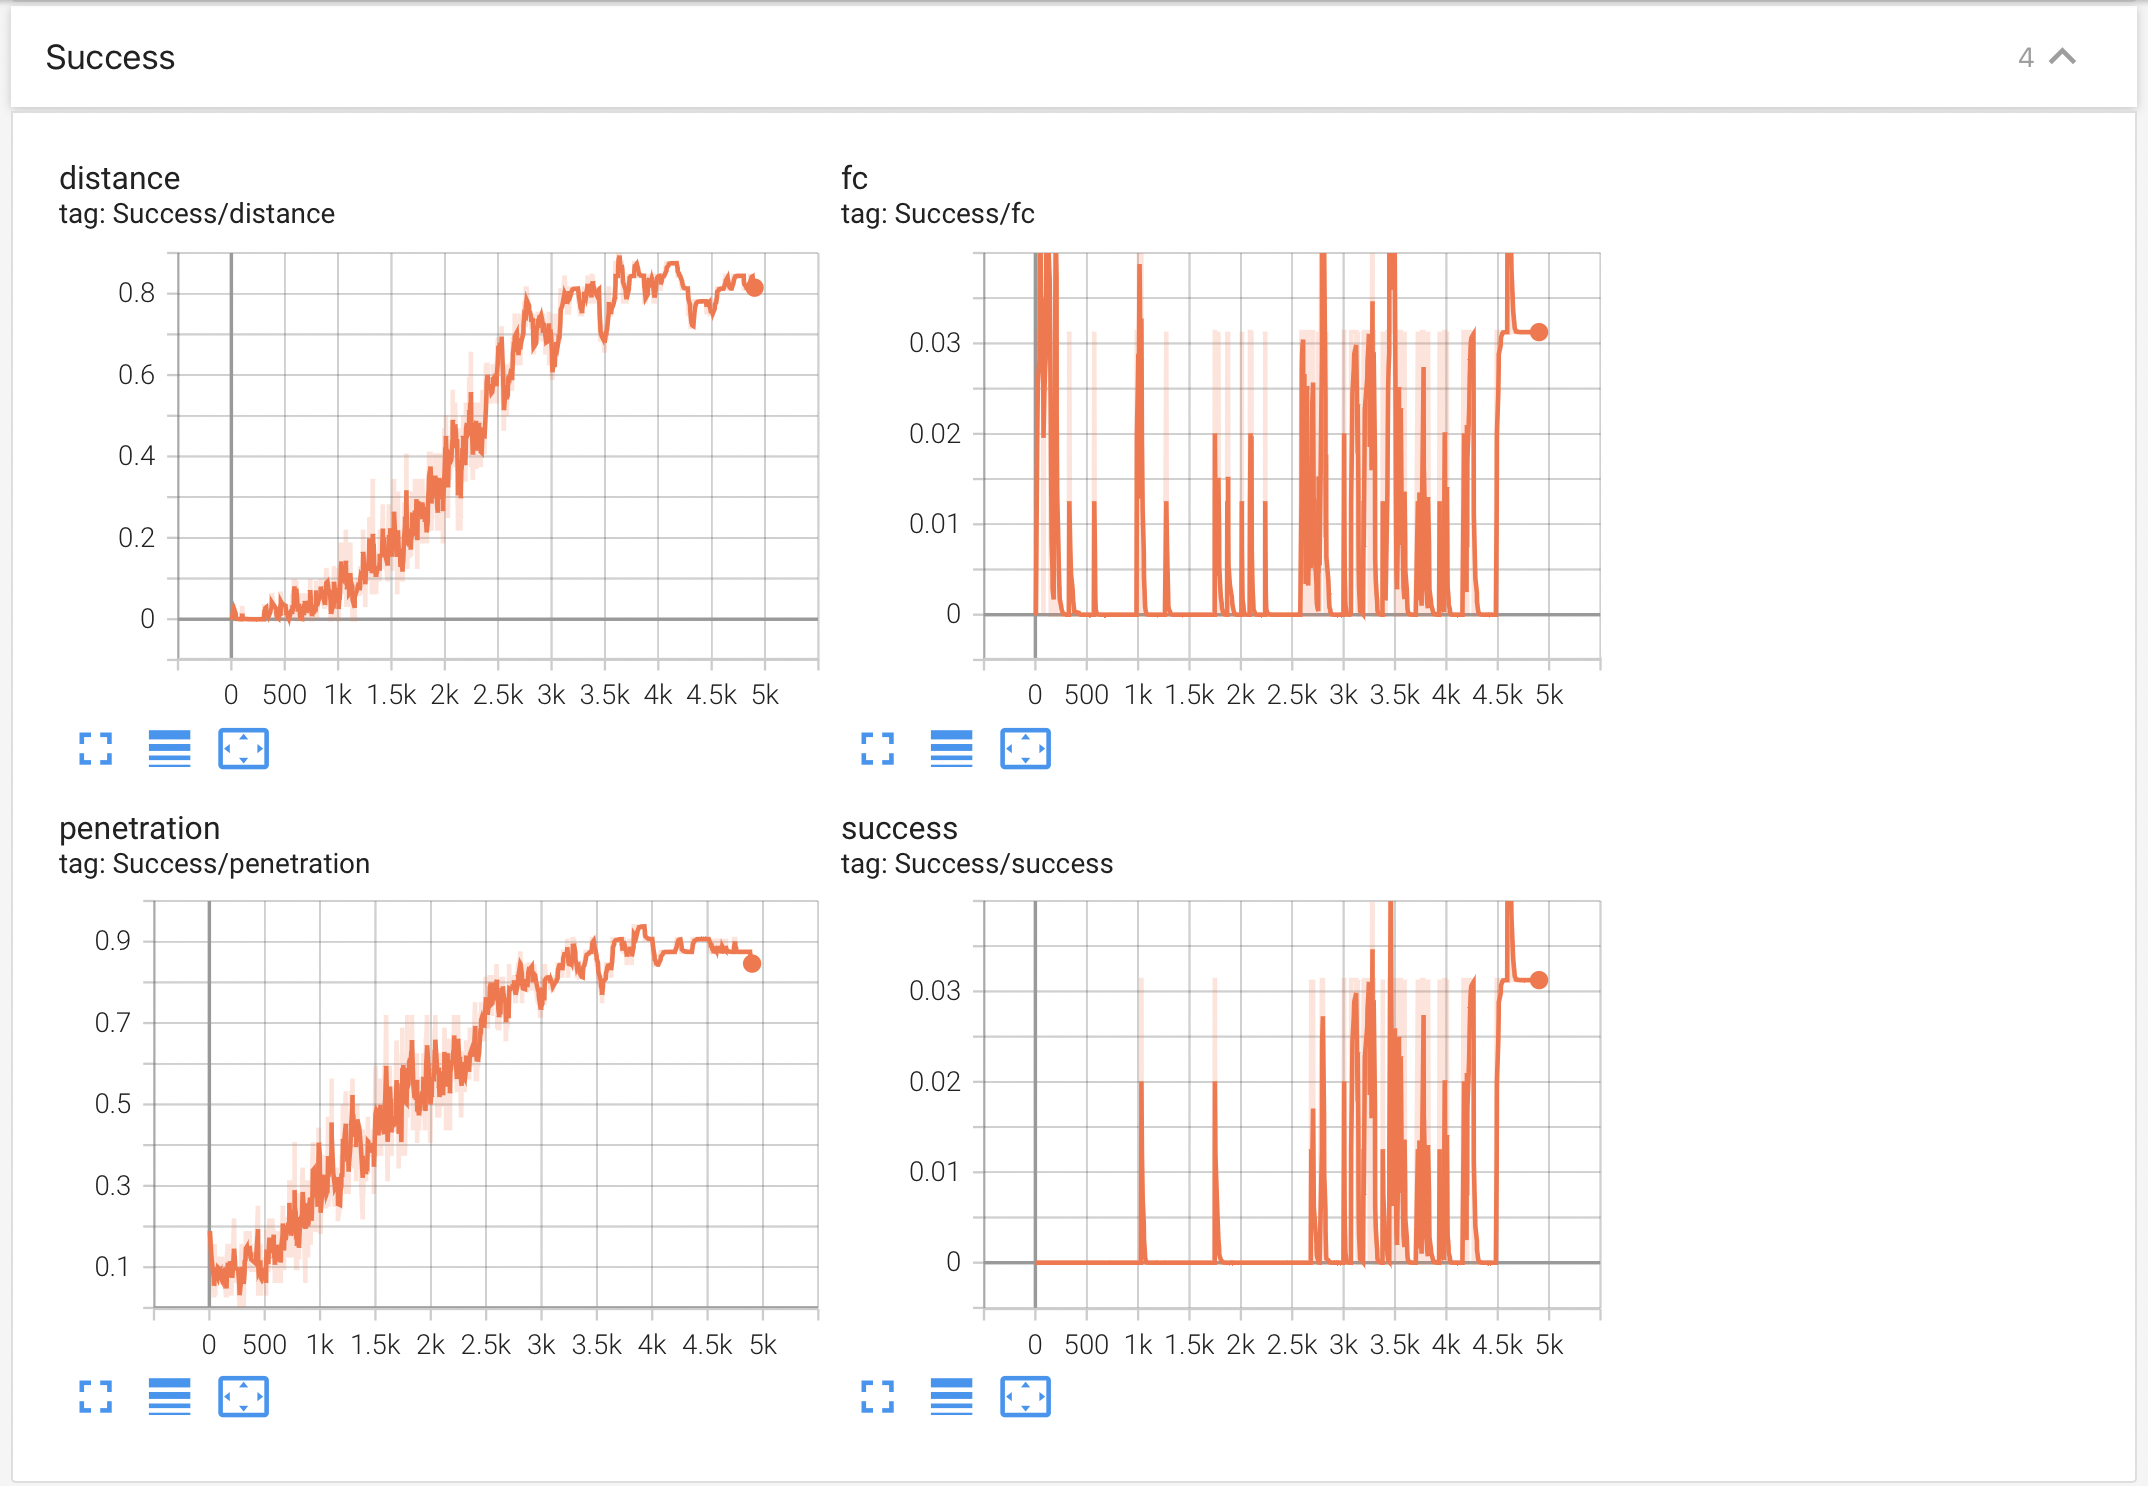 Success
4
distance
tag: Success/distance
0.8
0.6
0.4
0.2
0
0 500 1k 1.5k 2k 2.5k 3k 3.5k 4k 4.5k 5k
fc
tag: Success/fc
0.03
0.02
0.01
0
0 500 1k 1.5k 2k 2.5k 3k 3.5k 4k 4.5k 5k
penetration
tag: Success/penetration
0.9
0.7
0.5
0.3
0.1
0 500 1k 1.5k 2k 2.5k 3k 3.5k 4k 4.5k 5k
success
tag: Success/success
0.03
0.02
0.01
0
0 500 1k 1.5k 2k 2.5k 3k 3.5k 4k 4.5k 5k